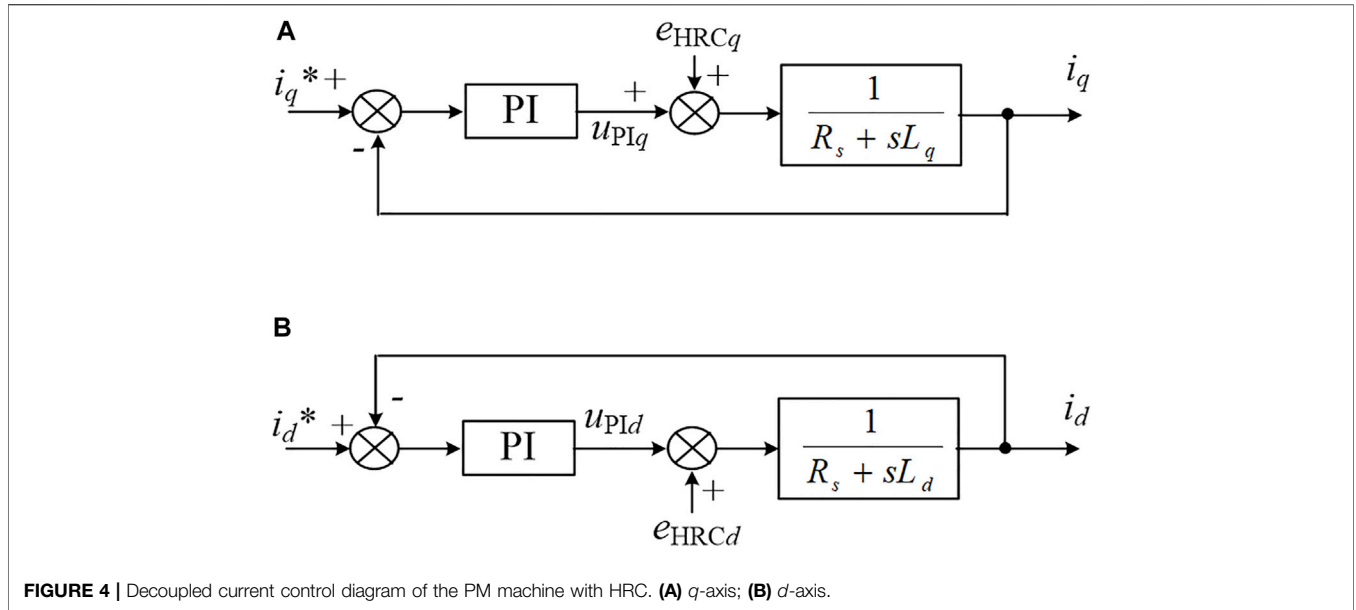 A
e_HRCq
i_q* +
+
+
i_q
PI
1
R_s + sL_q
u_PIq
-
B
-
i_d* +
u_PId
i_d
PI
1
R_s + sL_d
+
e_HRCd
FIGURE 4 | Decoupled current control diagram of the PM machine with HRC. (A) q-axis; (B) d-axis.